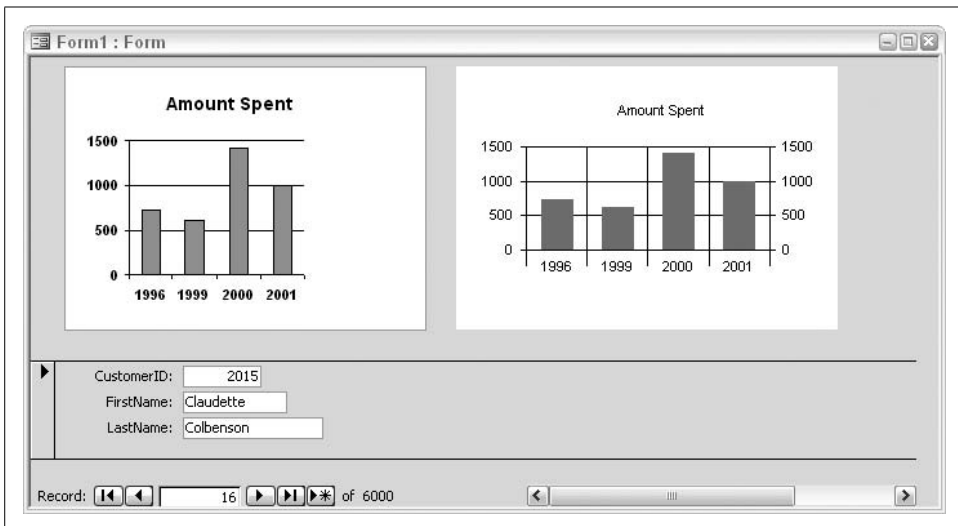 Form1 : Form
Amount Spent
1500
1000
500
0
1996 1999 2000 2001
Amount Spent
1500 1500
1000 1000
500 500
0 0
1996 1999 2000 2001
CustomerID: 2015
FirstName: Claudette
LastName: Colbenson
Record: 16 of 6000